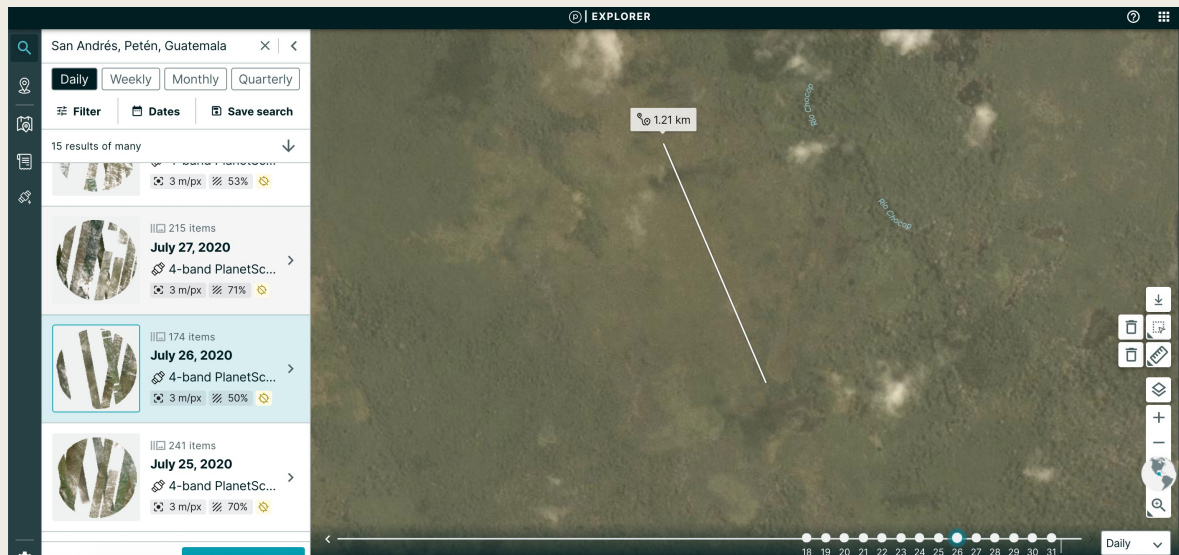 p | EXPLORER
San Andrés, Petén, Guatemala
Daily Weekly Monthly Quarterly
Filter Dates Save search
15 results of many
3 m/px 53%
215 items
July 27, 2020
4-band PlanetSc...
3 m/px 71%
174 items
July 26, 2020
4-band PlanetSc...
3 m/px 50%
241 items
July 25, 2020
4-band PlanetSc...
3 m/px 70%
1.21 km
Río Chocop
Río Chocop
18 19 20 21 22 23 24 25 26 27 28 29 30 31
Daily